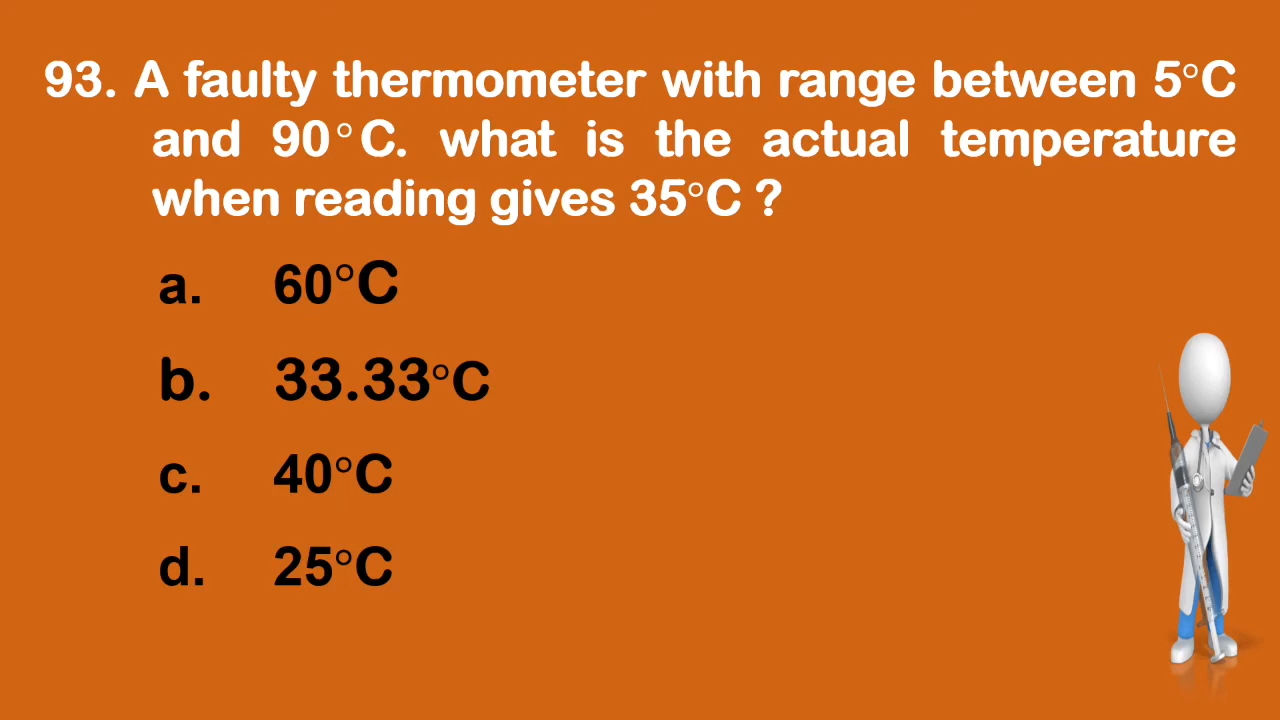 93. A faulty thermometer with range between 5°C
and 90°C. what is the actual temperature
when reading gives 35°C ?
a. 60°C
b. 33.33°C
c. 40°C
d. 25°C